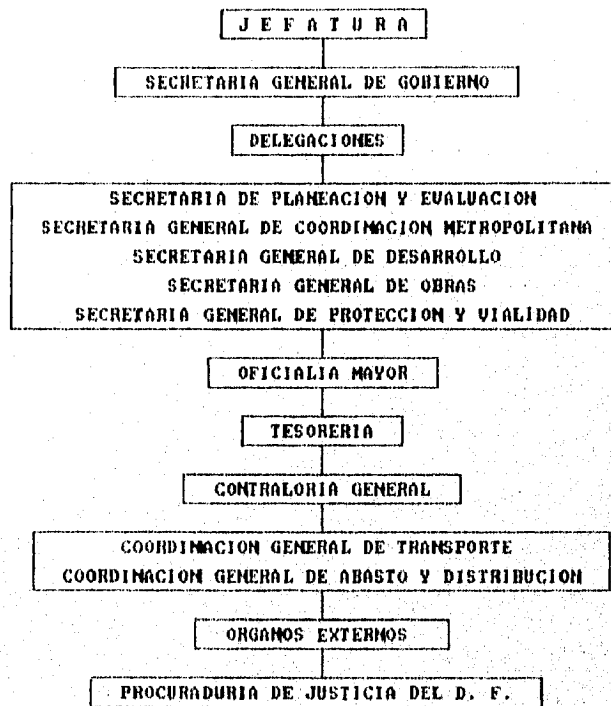 J E F A T U R A
SECRETARIA GENERAL DE GOBIERNO
DELEGACIONES
SECRETARIA DE PLANEACION Y EVALUACION
SECRETARIA GENERAL DE COORDINACION METROPOLITANA
SECRETARIA GENERAL DE DESARROLLO
SECRETARIA GENERAL DE OBRAS
SECRETARIA GENERAL DE PROTECCION Y VIALIDAD
OFICIALIA MAYOR
TESORERIA
CONTRALORIA GENERAL
COORDINACION GENERAL DE TRANSPORTE
COORDINACION GENERAL DE ABASTO Y DISTRIBUCION
ORGANOS EXTERNOS
PROCURADURIA DE JUSTICIA DEL D. F.